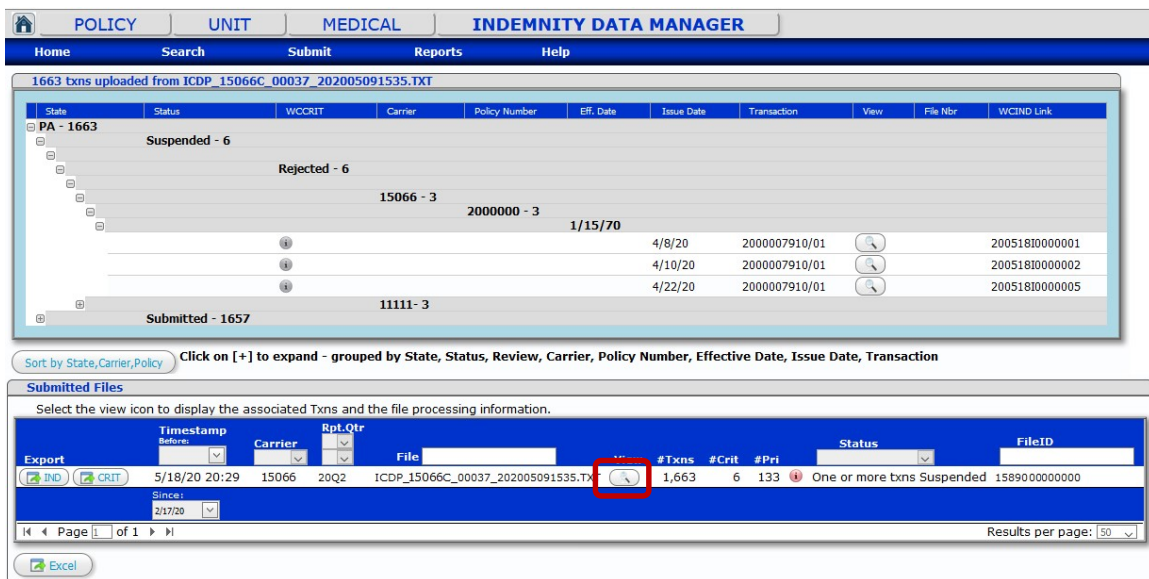 POLICY UNIT MEDICAL INDEMNITY DATA MANAGER
Home Search Submit Reports Help
1663 txns uploaded from ICDP_15066C_00037_202005091535.TXT
State Status WCCRIT Carrier Policy Number Eff. Date Issue Date Transaction View File Nbr WCIND Link
PA - 1663
Suspended - 6
Rejected - 6
15066 - 3
2000000 - 3
1/15/70
4/8/20 2000007910/01 200518I0000001
4/10/20 2000007910/01 200518I0000002
4/22/20 2000007910/01 200518I0000005
11111- 3
Submitted - 1657
Sort by State,Carrier,Policy Click on [+] to expand - grouped by State, Status, Review, Carrier, Policy Number, Effective Date, Issue Date, Transaction
Submitted Files
Select the view icon to display the associated Txns and the file processing information.
Export Timestamp Before: Carrier Rpt.Qtr File View #Txns #Crit #Pri Status FileID
IND CRIT 5/18/20 20:29 15066 20Q2 ICDP_15066C_00037_202005091535.TXT 1,663 6 133 One or more txns Suspended 1589000000000
Since:
2/17/20
Page 1 of 1 Results per page: 50
Excel